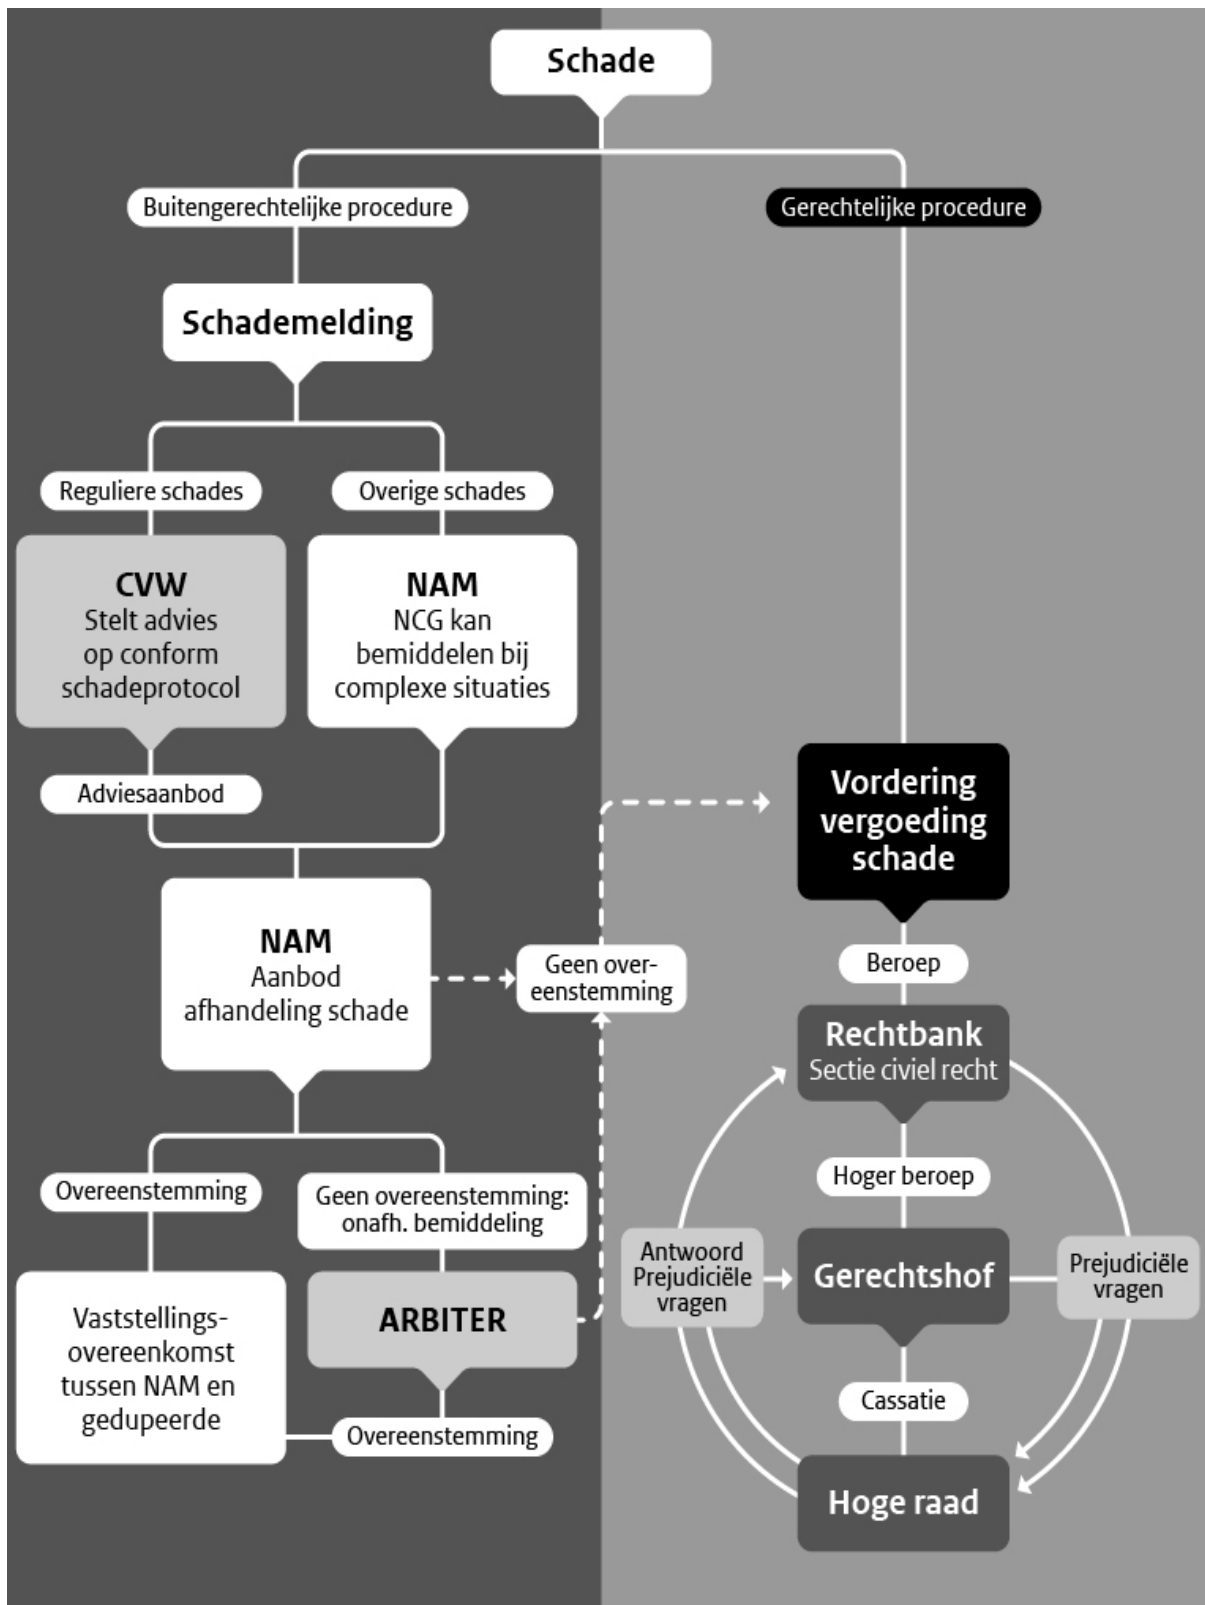 Schade
Buitengerechtelijke procedure
Gerechtelijke procedure
Schademelding
Reguliere schades
Overige schades
CVW
Stelt advies
op conform
schadeprotocol
NAM
NCG kan
bemiddelen bij
complexe situaties
Adviesaanbod
Vordering
vergoeding
schade
NAM
Aanbod
afhandeling schade
Geen over-
eenstemming
Beroep
Rechtbank
Sectie civiel recht
Overeenstemming
Geen overeenstemming:
onafh. bemiddeling
Hoger beroep
Vaststellings-
overeenkomst
tussen NAM en
gedupeerde
ARBITER
Overeenstemming
Antwoord
Prejudiciële
vragen
Gerechtshof
Prejudiciële
vragen
Cassatie
Hoge raad